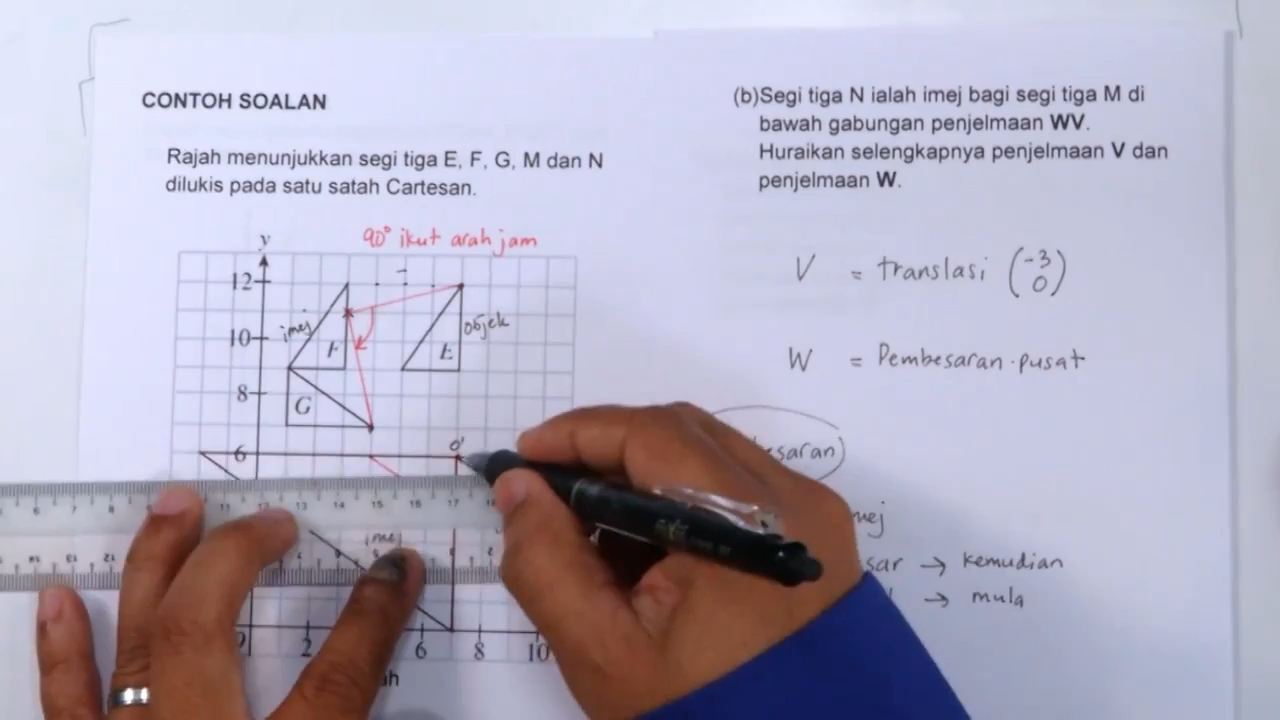 CONTOH SOALAN
Rajah menunjukkan segi tiga E, F, G, M dan N
dilukis pada satu satah Cartesan.
90° ikut arah jam
y
12
imej
objek
10
F
E
8
G
6
O'
imej
2
6
8
10
(b)Segi tiga N ialah imej bagi segi tiga M di
bawah gabungan penjelmaan WV.
Huraikan selengkapnya penjelmaan V dan
penjelmaan W.
V = translasi (-3
0)
W = Pembesaran pusat
→ kemudian
→ mula